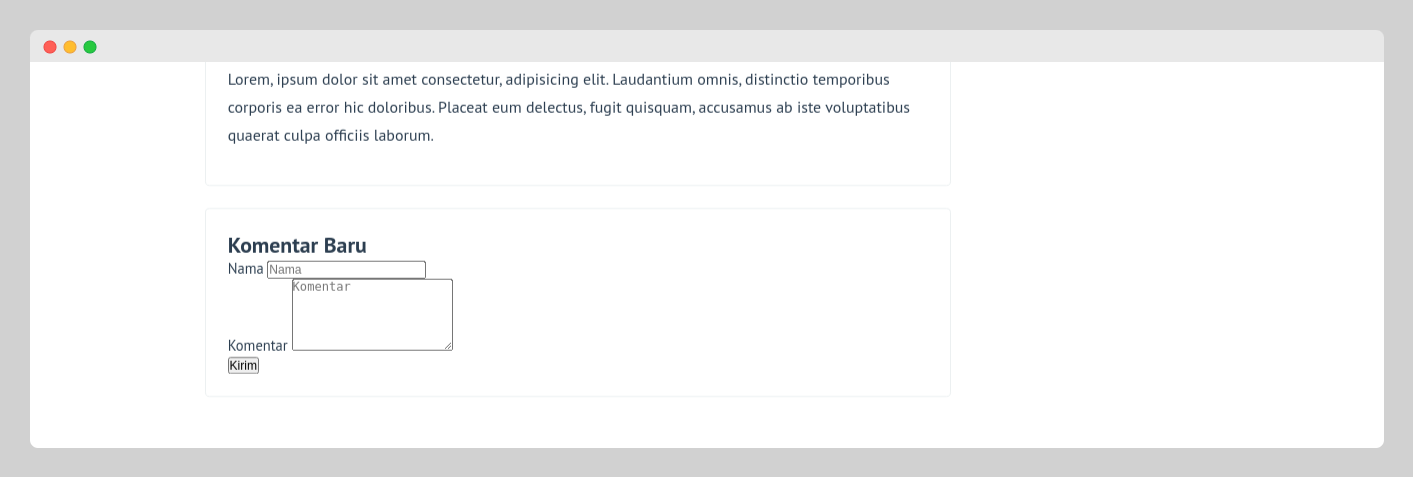 Lorem, ipsum dolor sit amet consectetur, adipisicing elit. Laudantium omnis, distinctio temporibus
corporis ea error hic doloribus. Placeat eum delectus, fugit quisquam, accusamus ab iste voluptatibus
quaerat culpa officiis laborum.
Komentar Baru
Nama Nama
Komentar
Komentar
Kirim